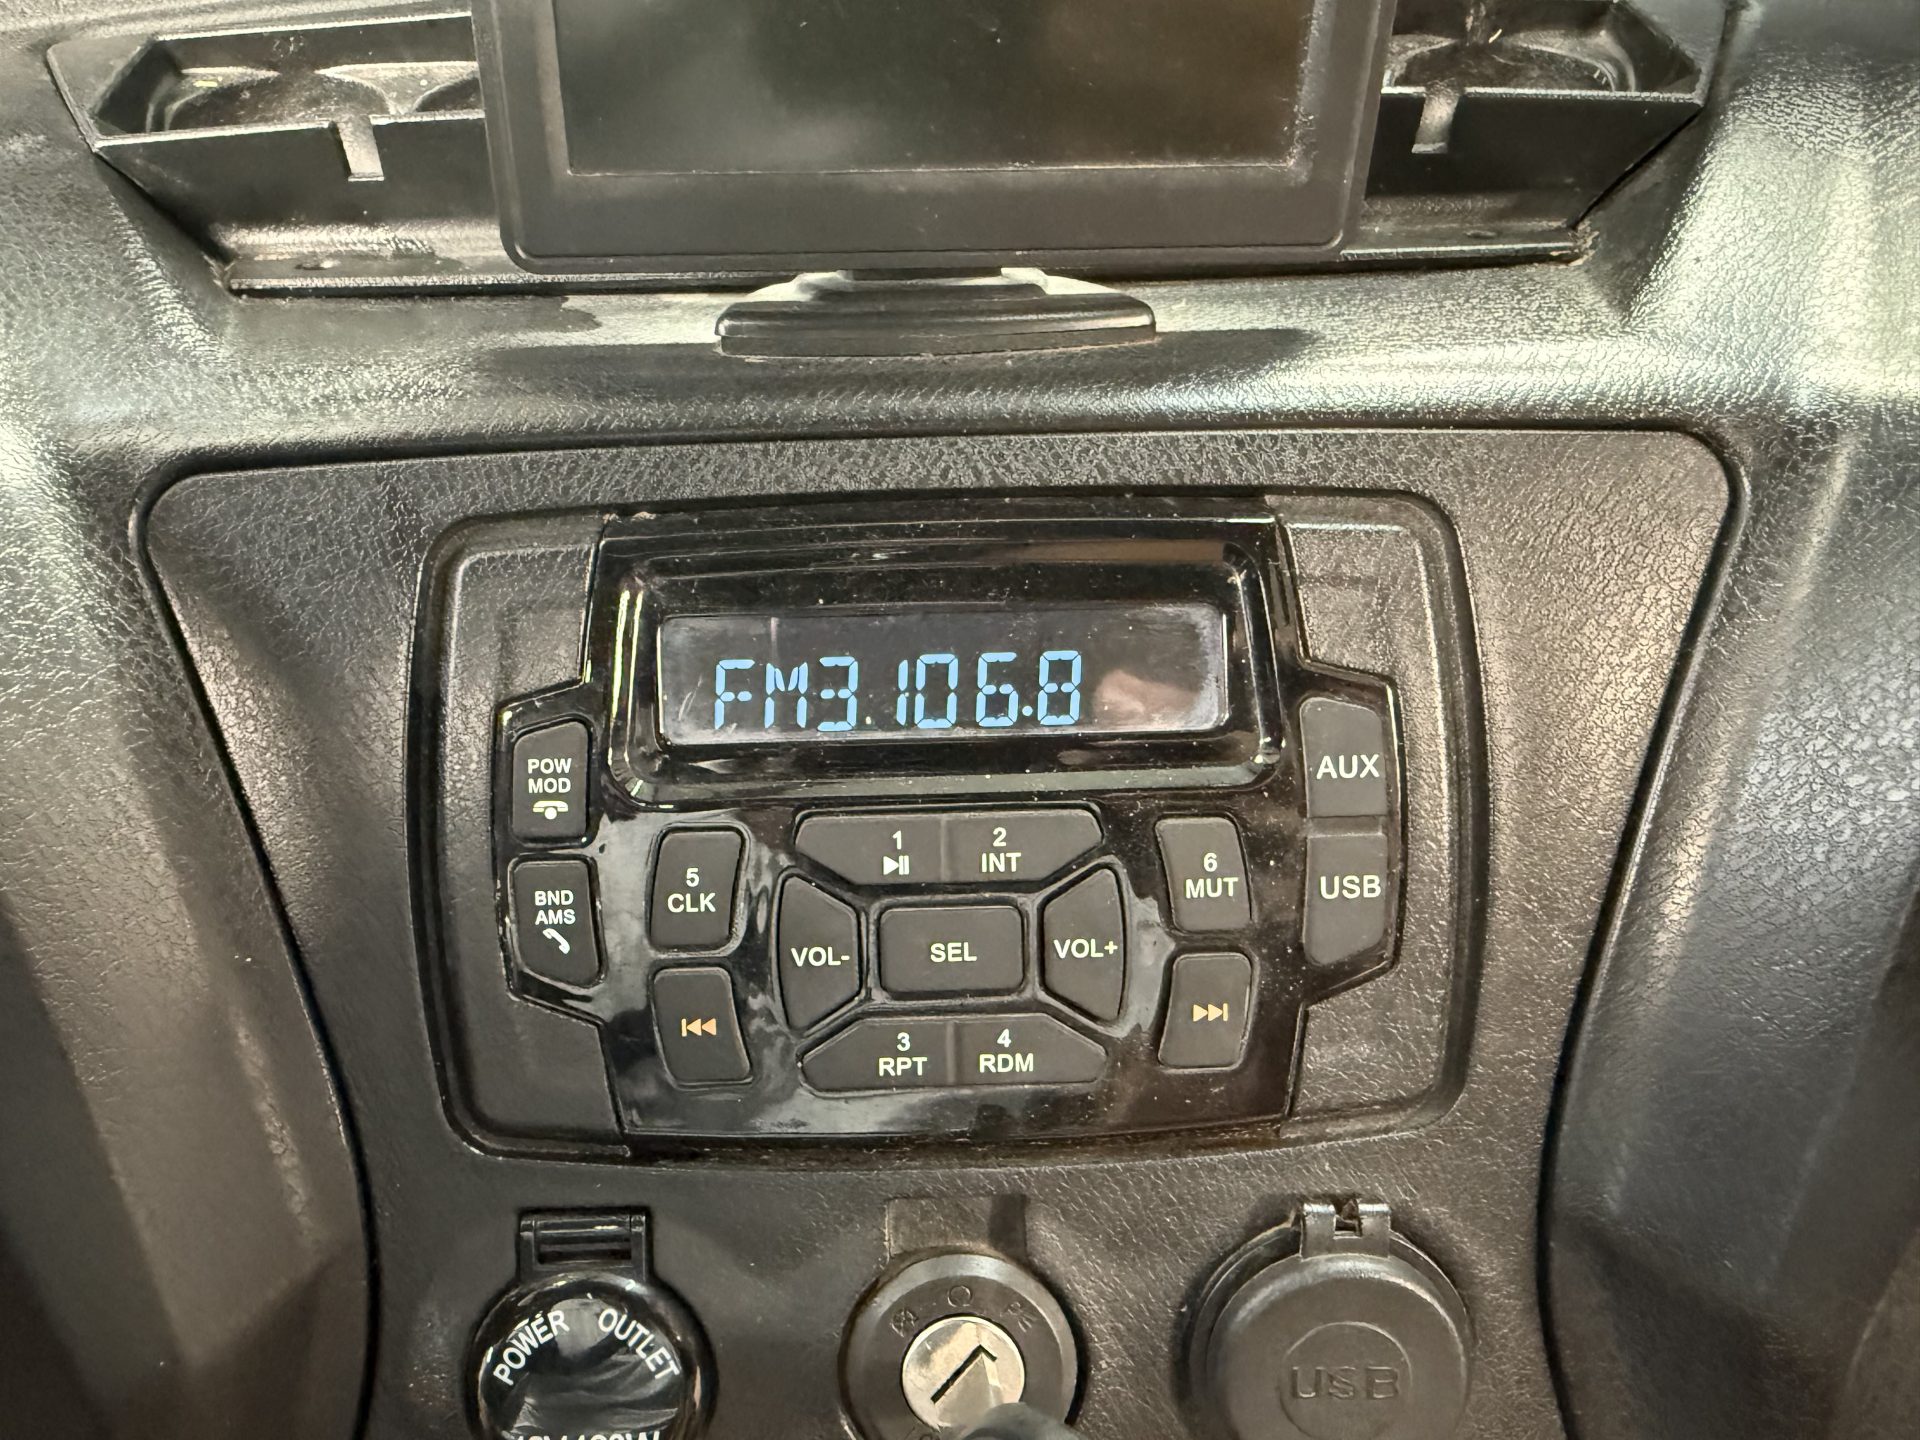 FM3 106.8
POW
MOD
AUX
1
2
INT
5
CLK
6
MUT
USB
BND
AMS
VOL-
SEL
VOL+
3
RPT
4
RDM
POWER OUTLET
USB